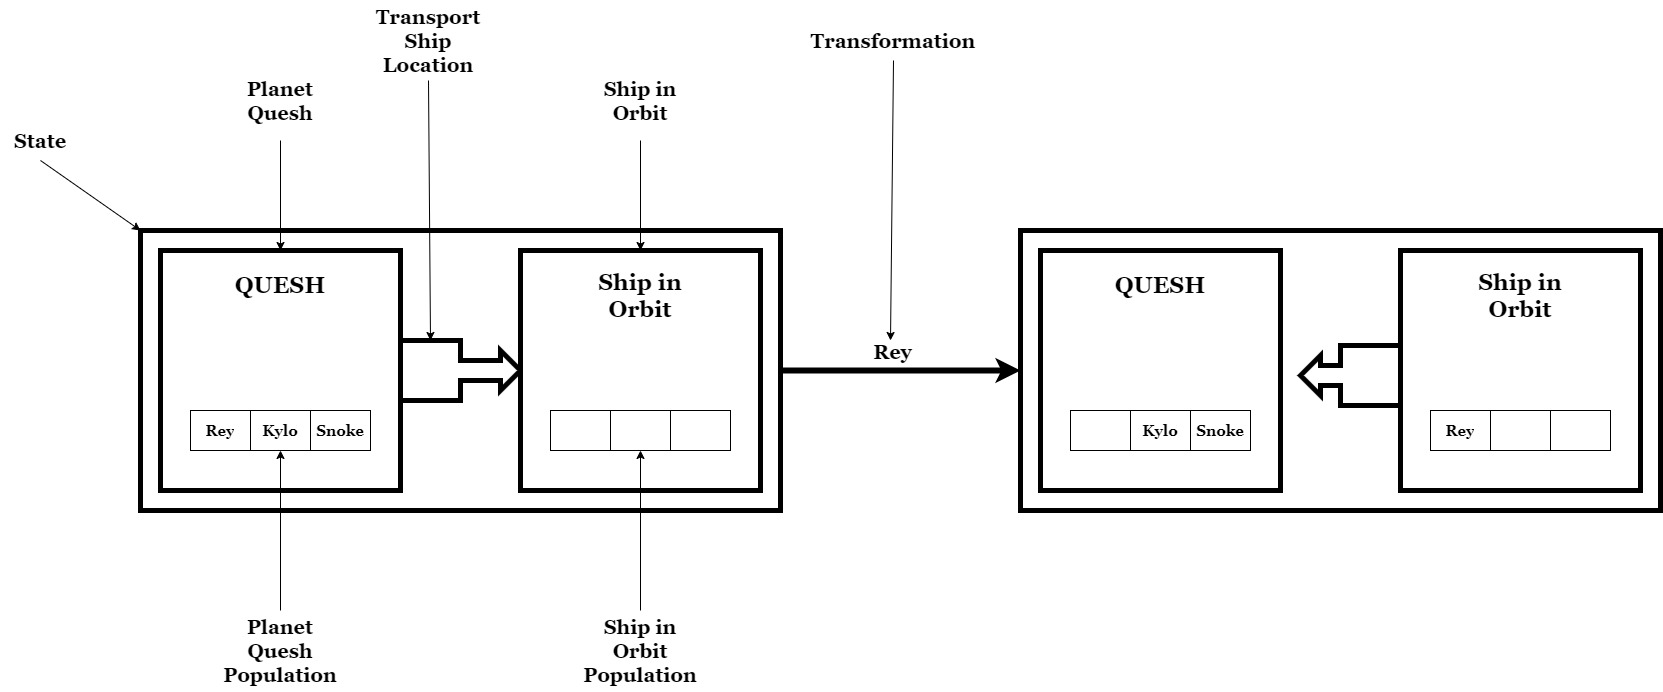 Transport
Ship
Location
Transformation
Planet
Quesh
Ship in
Orbit
State
QUESH
Ship in
Orbit
Rey
QUESH
Ship in
Orbit
Rey Kylo Snoke
Kylo Snoke
Rey
Planet
Quesh
Population
Ship in
Orbit
Population